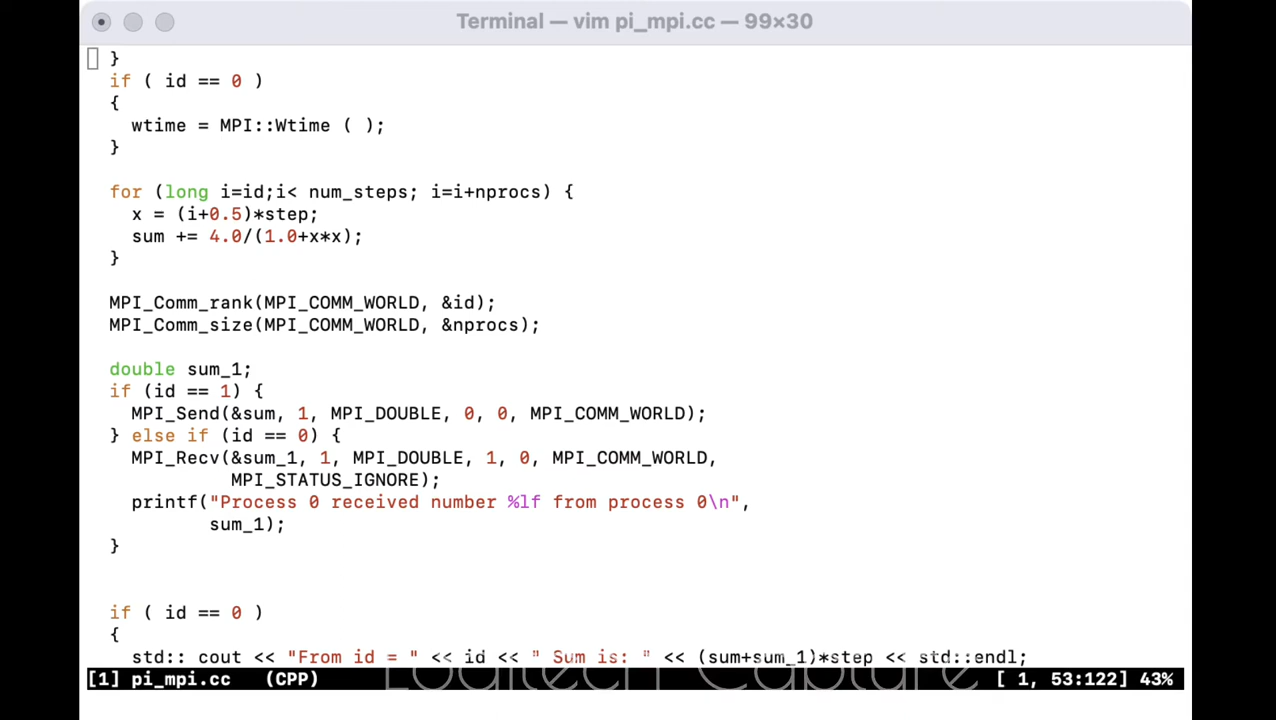 Terminal — vim pi_mpi.cc — 99×30
}
if ( id == 0 )
{
wtime = MPI::Wtime ( );
}
for (long i=id;i< num_steps; i=i+nprocs) {
x = (i+0.5)*step;
sum += 4.0/(1.0+x*x);
}
MPI_Comm_rank(MPI_COMM_WORLD, &id);
MPI_Comm_size(MPI_COMM_WORLD, &nprocs);
double sum_1;
if (id == 1) {
MPI_Send(&sum, 1, MPI_DOUBLE, 0, 0, MPI_COMM_WORLD);
} else if (id == 0) {
MPI_Recv(&sum_1, 1, MPI_DOUBLE, 1, 0, MPI_COMM_WORLD,
MPI_STATUS_IGNORE);
printf("Process 0 received number %lf from process 0\n",
sum_1);
}
if ( id == 0 )
{
std:: cout << "From id = " << id << " Sum is: " << (sum+sum_1)*step << std::endl;
[1] pi_mpi.cc (CPP) [ 1, 53:122] 43%
Logitech Capture